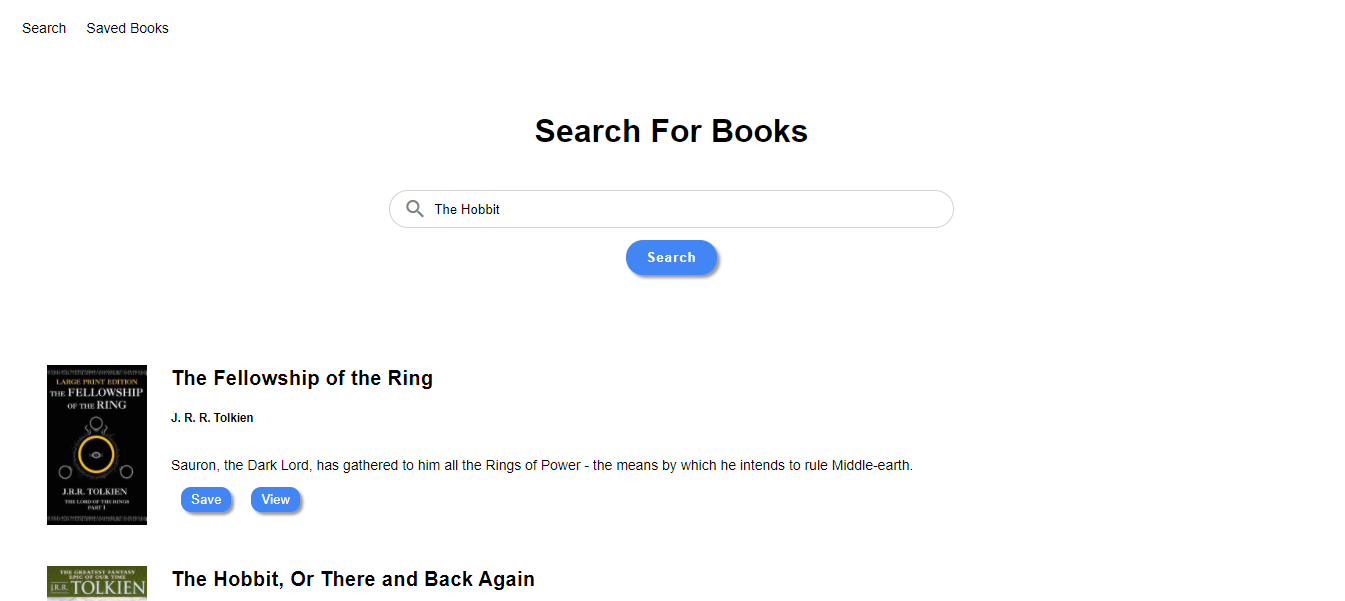 Search Saved Books
Search For Books
The Hobbit
Search
LARGE PRINT EDITION
THE FELLOWSHIP
OF THE RING
J.R.R. TOLKIEN
THE LORD OF THE RINGS
PART I
The Fellowship of the Ring
J. R. R. Tolkien
Sauron, the Dark Lord, has gathered to him all the Rings of Power - the means by which he intends to rule Middle-earth.
Save View
THE GREATEST FANTASY
EPIC OF OUR TIME
J.R.R. TOLKIEN
The Hobbit, Or There and Back Again